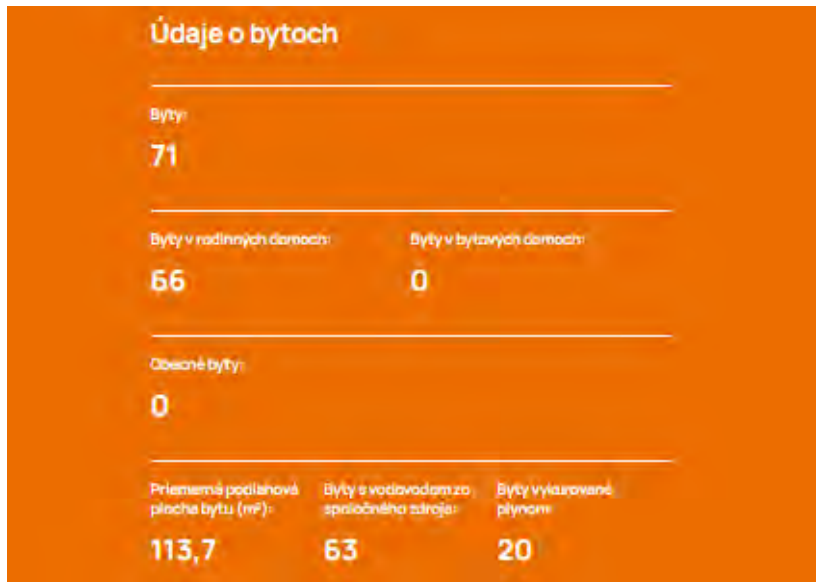 Údaje o bytoch
Byty:
71
Byty v rodinných domoch:
Byty v bytových domoch:
66
0
Obecné byty:
0
Priemerná podlahová
plocha bytu (m²):
113,7
Byty s vodovodom zo
spoločného zdroja:
63
Byty vykurované
plynom:
20